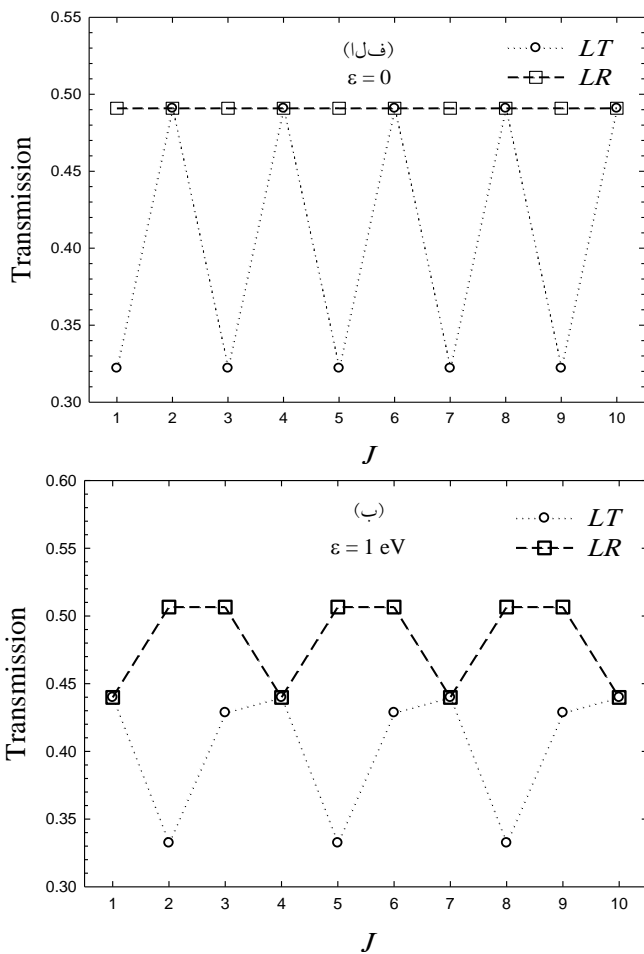 0.55
(الف)
ε = 0
LT
LR
0.50
0.45
0.40
0.35
0.30
Transmission
1 2 3 4 5 6 7 8 9 10
J
0.60
(ب)
ε = 1 eV
LT
LR
0.55
0.50
0.45
0.40
0.35
0.30
Transmission
1 2 3 4 5 6 7 8 9 10
J